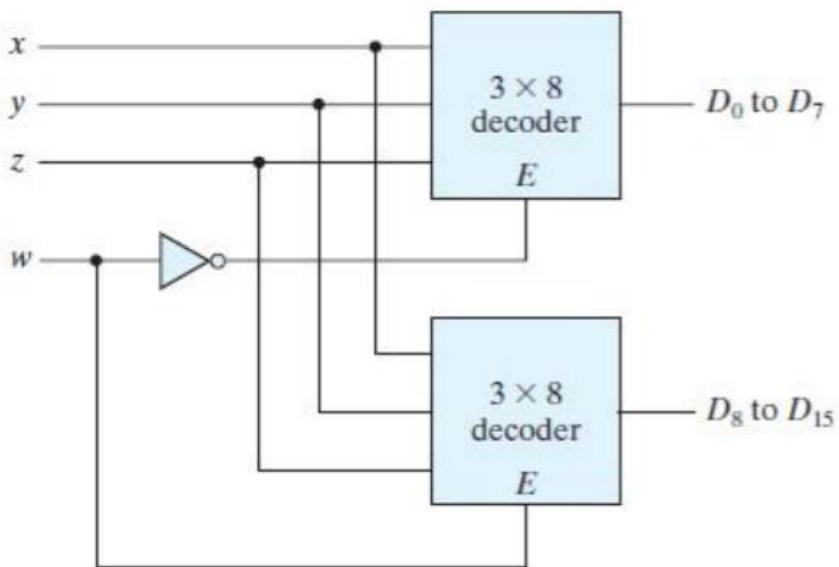 x
y
z
w
3 × 8
decoder
E
D₀ to D₇
3 × 8
decoder
E
D₈ to D₁₅